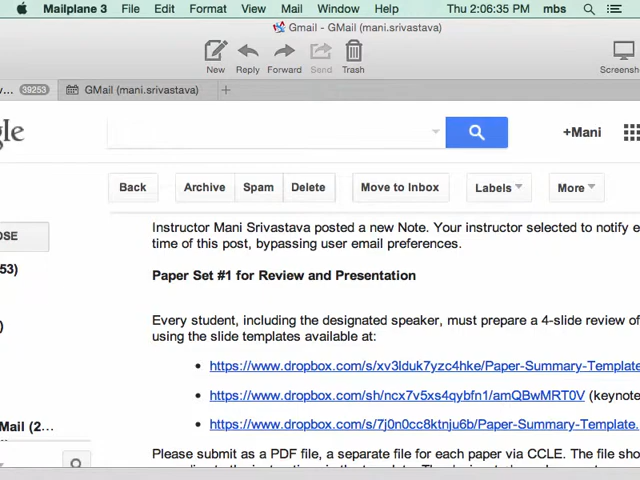 Mailplane 3 File Edit Format View Mail Window Help Thu 2:06:35 PM mbs
Gmail - GMail (mani.srivastava)
New Reply Forward Send Trash Screensh
39253 GMail (mani.srivastava) +
gle +Mani
Back Archive Spam Delete Move to Inbox Labels More
Instructor Mani Srivastava posted a new Note. Your instructor selected to notify e
OSE
time of this post, bypassing user email preferences.
53)
Paper Set #1 for Review and Presentation
Every student, including the designated speaker, must prepare a 4-slide review of
)
using the slide templates available at:
• https://www.dropbox.com/s/xv3lduk7yzc4hke/Paper-Summary-Template
• https://www.dropbox.com/sh/ncx7v5xs4qybfn1/amQBwMRT0V (keynote
• https://www.dropbox.com/s/7j0n0cc8ktnju6b/Paper-Summary-Template.
Mail (2...
Please submit as a PDF file, a separate file for each paper via CCLE. The file sho